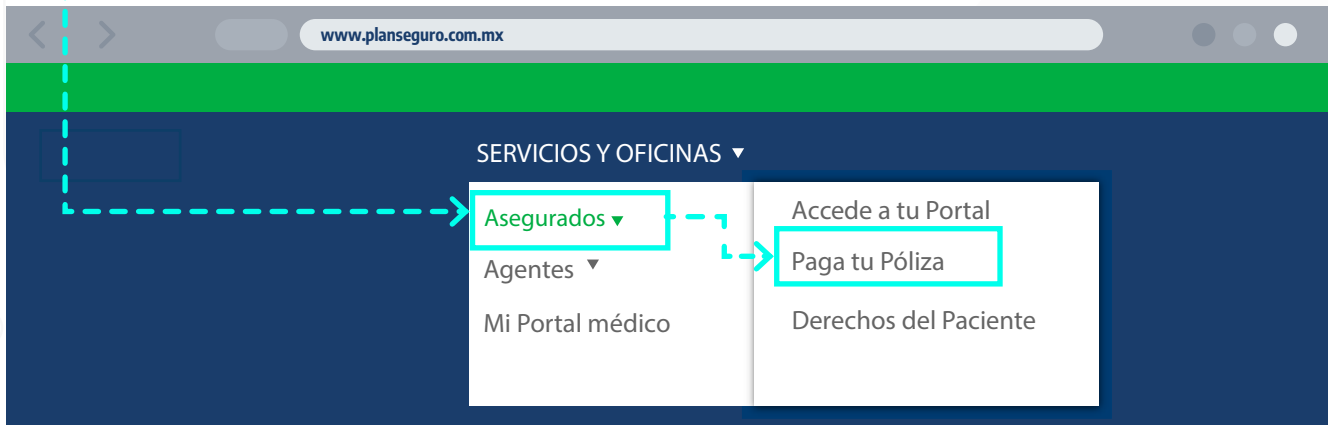 www.planseguro.com.mx
SERVICIOS Y OFICINAS ▼
Asegurados ▼
Agentes ▼
Mi Portal médico
Accede a tu Portal
Paga tu Póliza
Derechos del Paciente